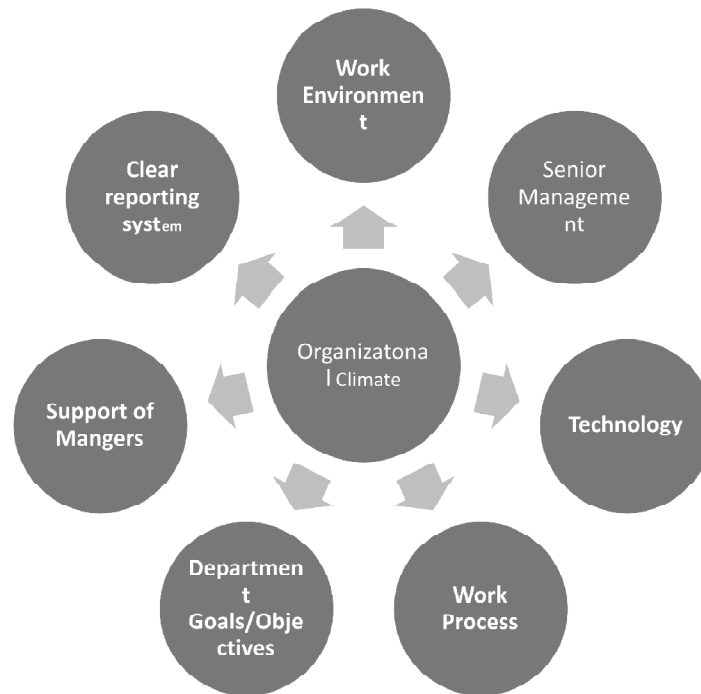 Work
Environmen
t
Clear
reporting
system
Senior
Manageme
nt
Organizatona
l Climate
Support of
Mangers
Technology
Departmen
t
Goals/Obje
ctives
Work
Process